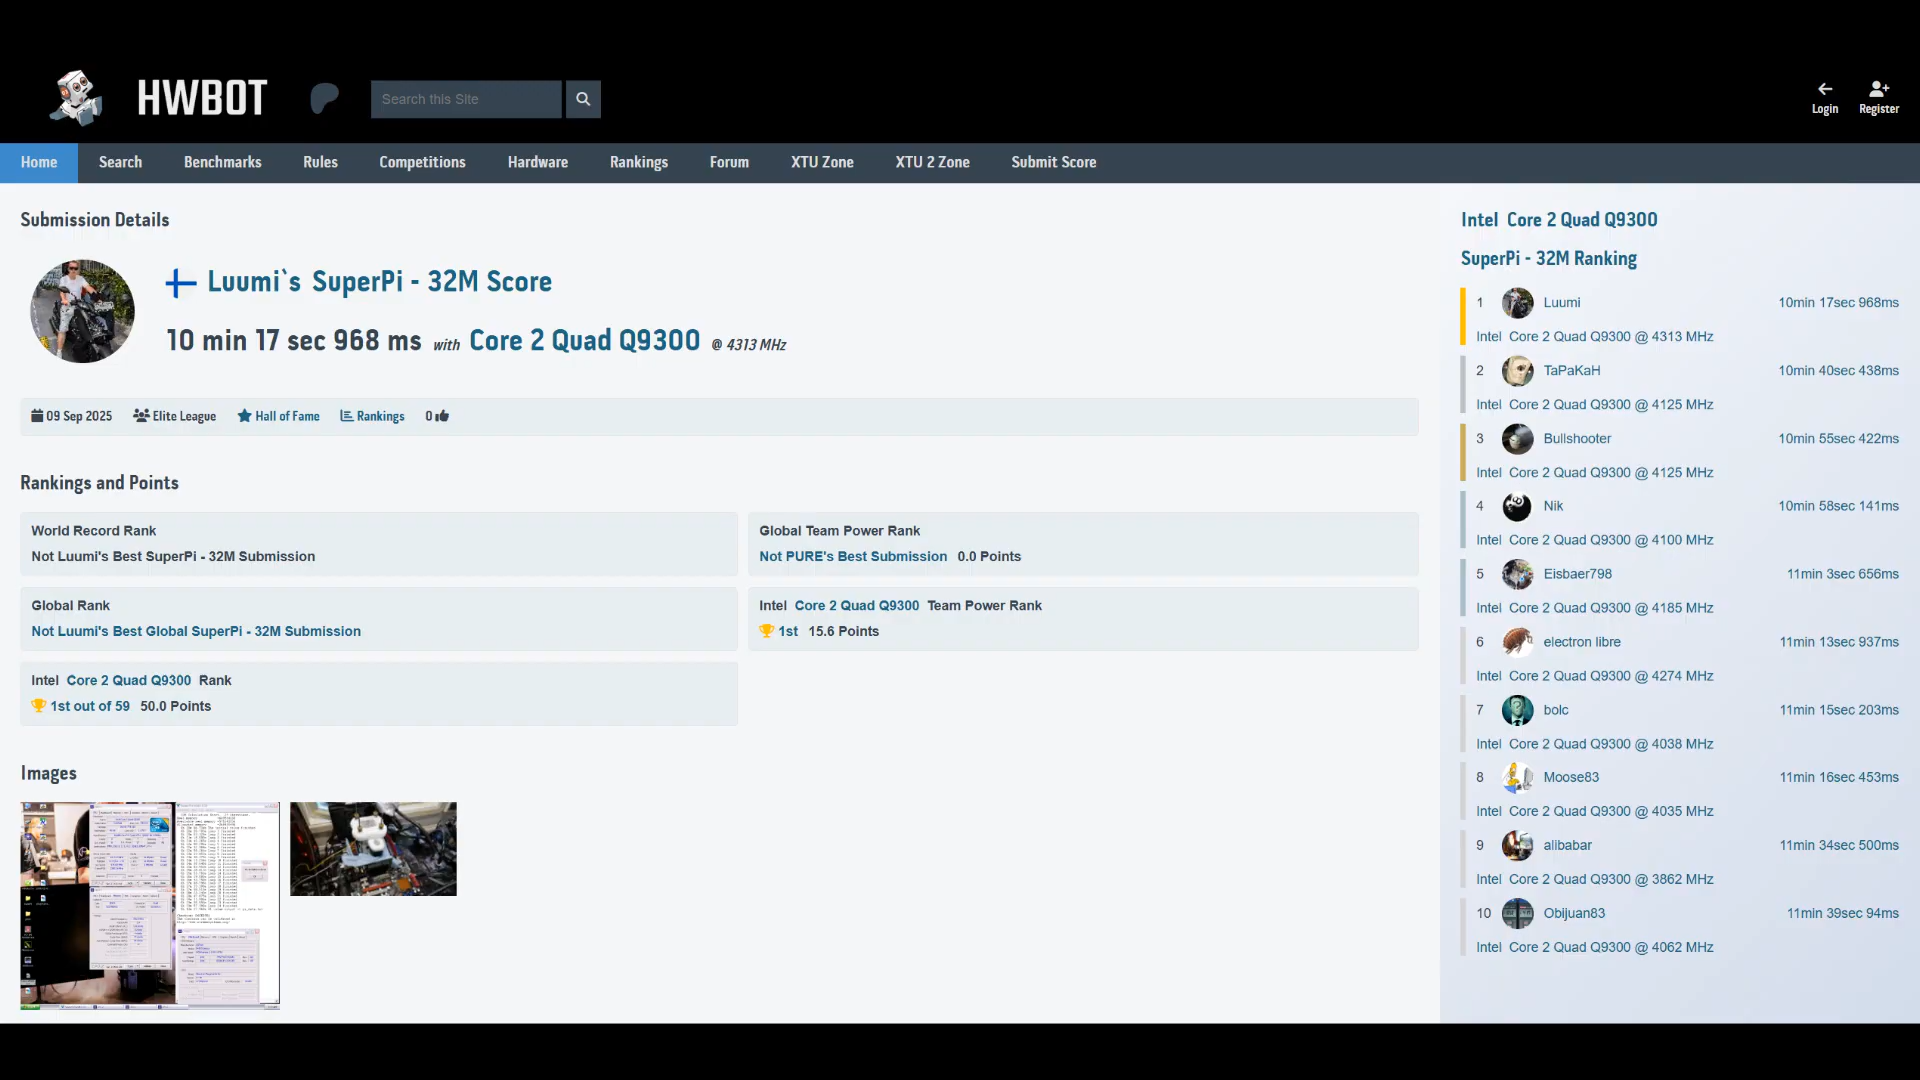 HWBOT
Search this Site
Login
Register
Home
Search
Benchmarks
Rules
Competitions
Hardware
Rankings
Forum
XTU Zone
XTU 2 Zone
Submit Score
Submission Details
Luumi`s SuperPi - 32M Score
10 min 17 sec 968 ms with Core 2 Quad Q9300 @ 4313 MHz
09 Sep 2025
Elite League
Hall of Fame
Rankings
0
Rankings and Points
World Record Rank
Not Luumi's Best SuperPi - 32M Submission
Global Team Power Rank
Not PURE's Best Submission 0.0 Points
Global Rank
Not Luumi's Best Global SuperPi - 32M Submission
Intel Core 2 Quad Q9300 Team Power Rank
1st 15.6 Points
Intel Core 2 Quad Q9300 Rank
1st out of 59 50.0 Points
Images
Intel Core 2 Quad Q9300
SuperPi - 32M Ranking
1 Luumi 10min 17sec 968ms
Intel Core 2 Quad Q9300 @ 4313 MHz
2 TaPaKaH 10min 40sec 438ms
Intel Core 2 Quad Q9300 @ 4125 MHz
3 Bullshooter 10min 55sec 422ms
Intel Core 2 Quad Q9300 @ 4125 MHz
4 Nik 10min 58sec 141ms
Intel Core 2 Quad Q9300 @ 4100 MHz
5 Eisbaer798 11min 3sec 656ms
Intel Core 2 Quad Q9300 @ 4185 MHz
6 electron libre 11min 13sec 937ms
Intel Core 2 Quad Q9300 @ 4274 MHz
7 bolc 11min 15sec 203ms
Intel Core 2 Quad Q9300 @ 4038 MHz
8 Moose83 11min 16sec 453ms
Intel Core 2 Quad Q9300 @ 4035 MHz
9 alibabar 11min 34sec 500ms
Intel Core 2 Quad Q9300 @ 3862 MHz
10 Obijuan83 11min 39sec 94ms
Intel Core 2 Quad Q9300 @ 4062 MHz